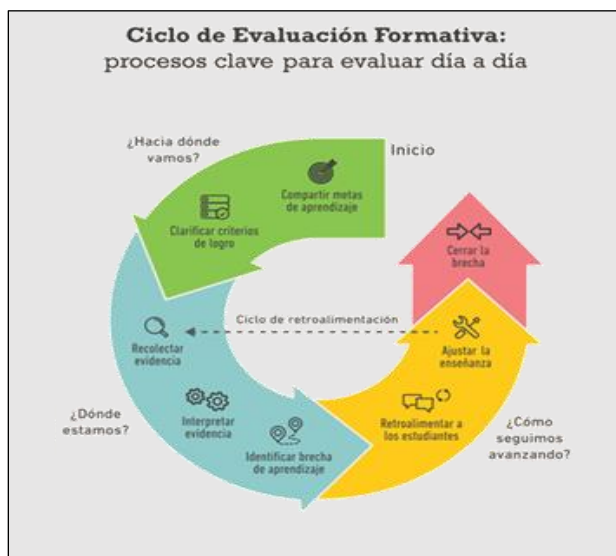 Ciclo de Evaluación Formativa:
procesos clave para evaluar día a día
¿Hacia dónde
vamos?
Inicio
Compartir metas
de aprendizaje
Clarificar criterios
de logro
Cerrar la
brecha
Ciclo de retroalimentación
Recolectar
evidencia
Ajustar la
enseñanza
Interpretar
evidencia
Retroalimentar a
los estudiantes
¿Dónde
estamos?
Identificar brecha
de aprendizaje
¿Cómo
seguimos
avanzando?